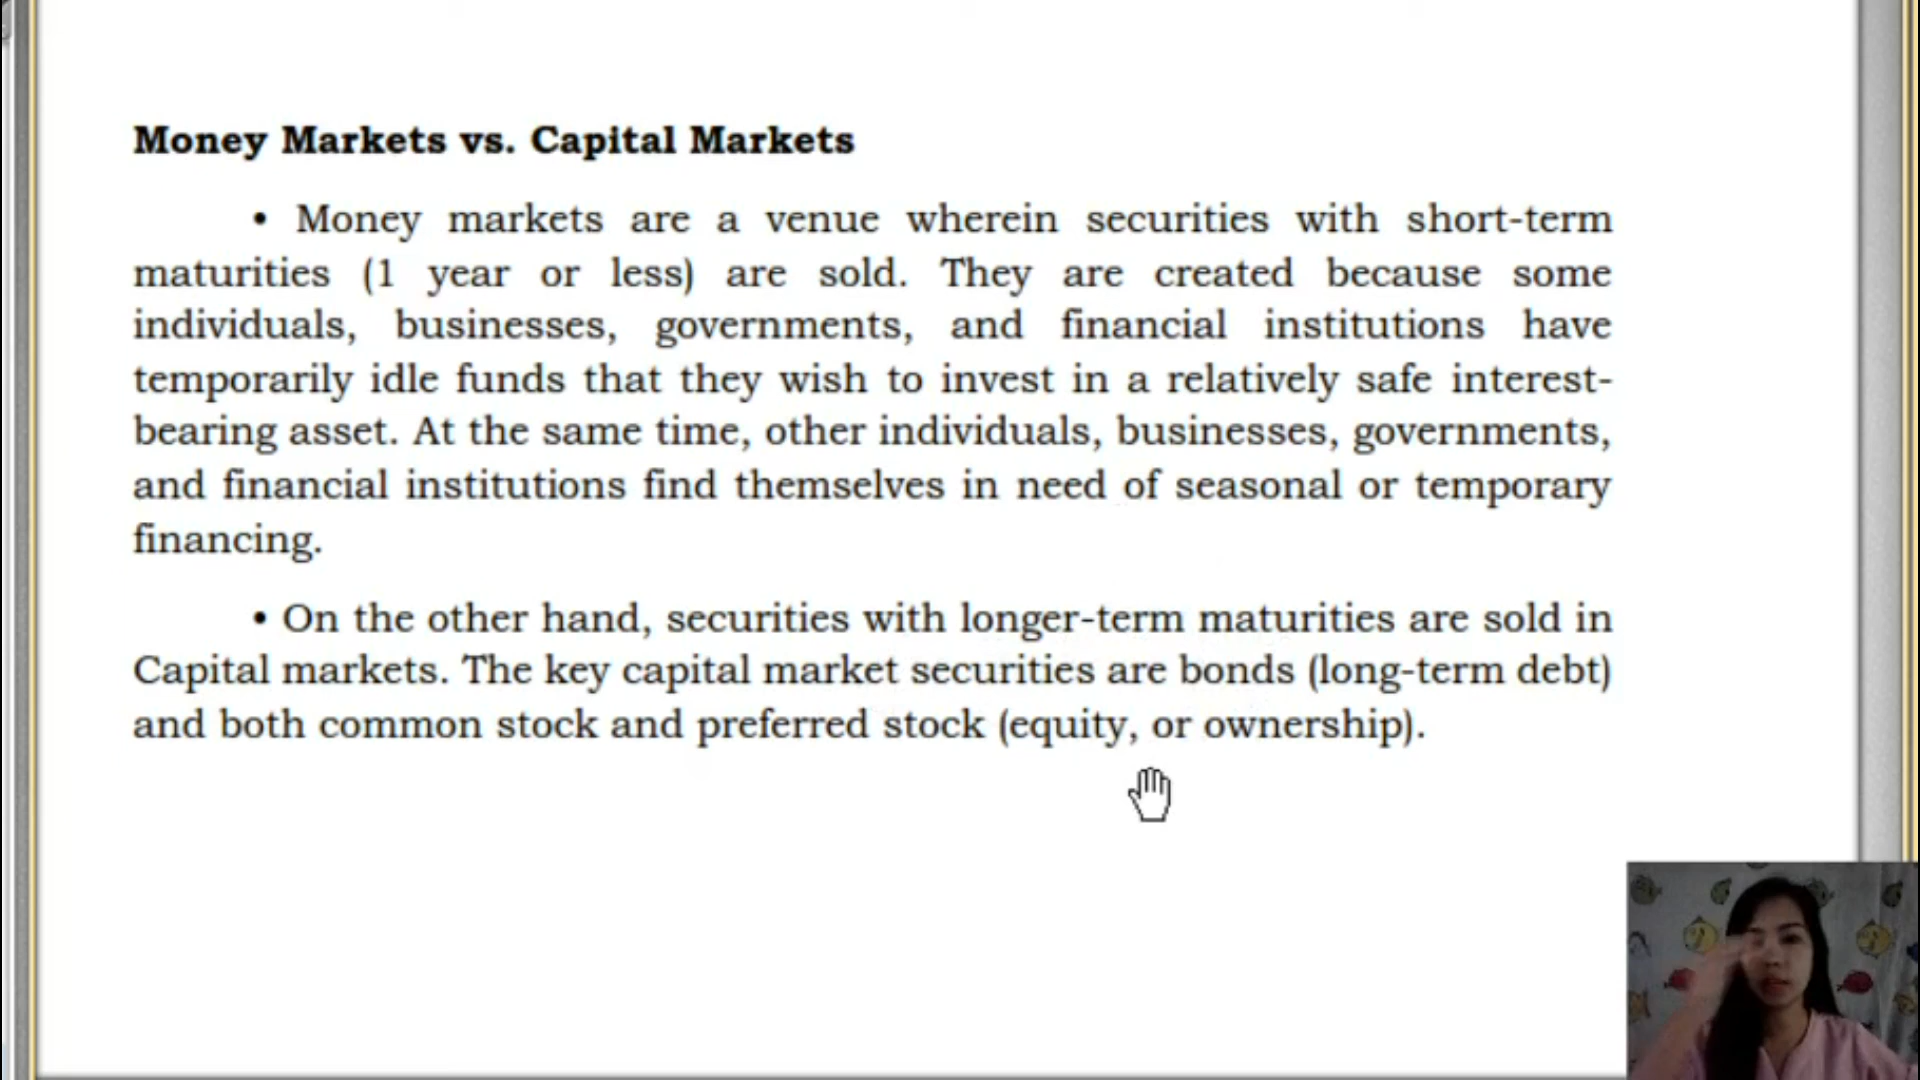 Money Markets vs. Capital Markets
• Money markets are a venue wherein securities with short-term
maturities (1 year or less) are sold. They are created because some
individuals, businesses, governments, and financial institutions have
temporarily idle funds that they wish to invest in a relatively safe interest-
bearing asset. At the same time, other individuals, businesses, governments,
and financial institutions find themselves in need of seasonal or temporary
financing.
• On the other hand, securities with longer-term maturities are sold in
Capital markets. The key capital market securities are bonds (long-term debt)
and both common stock and preferred stock (equity, or ownership).